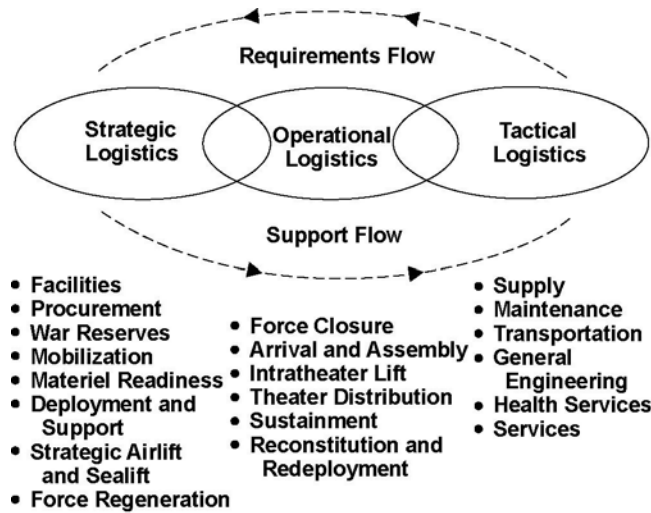 Requirements Flow
Strategic
Logistics
Operational
Logistics
Tactical
Logistics
Support Flow
• Facilities
• Procurement
• War Reserves
• Mobilization
• Materiel Readiness
• Deployment and
Support
• Strategic Airlift
and Sealift
• Force Regeneration
• Force Closure
• Arrival and Assembly
• Intratheater Lift
• Theater Distribution
• Sustainment
• Reconstitution and
Redeployment
• Supply
• Maintenance
• Transportation
• General
Engineering
• Health Services
• Services